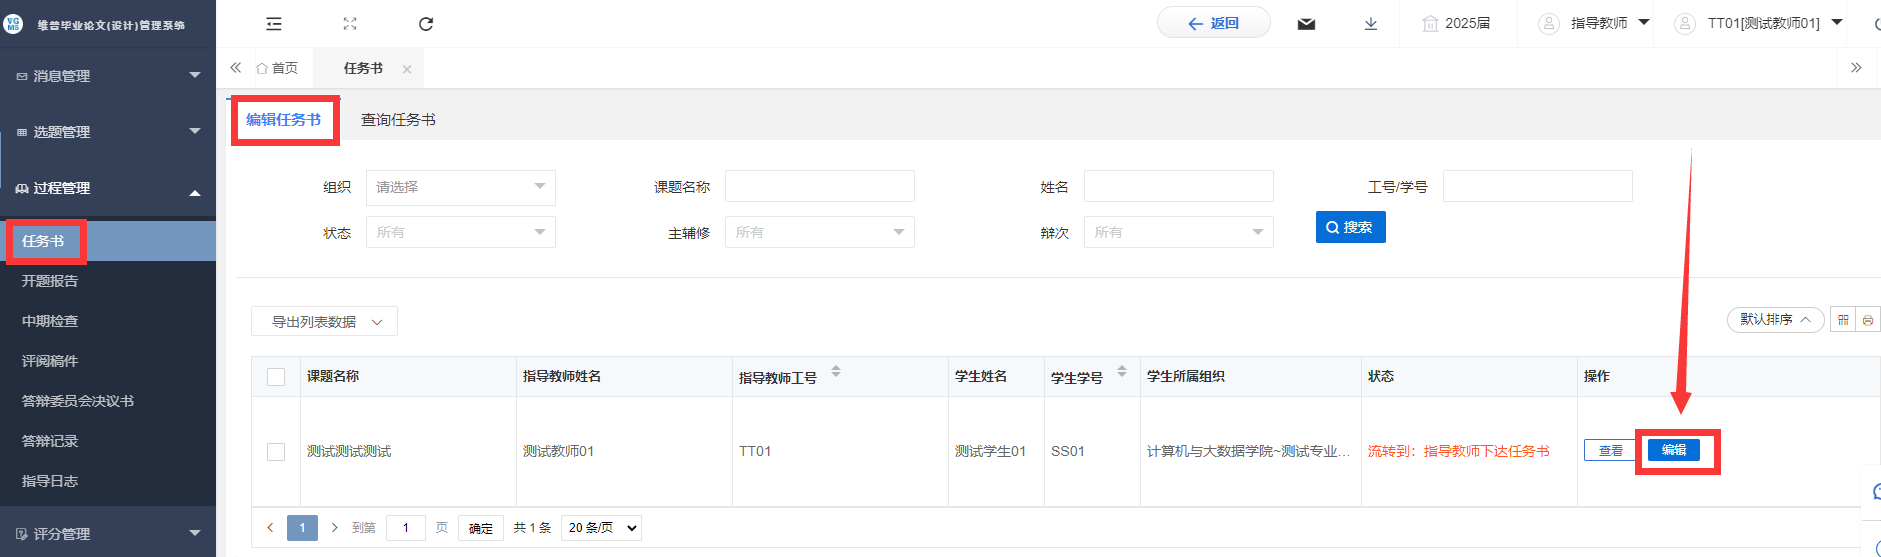 VG
MS
维普毕业论文(设计)管理系统
返回
2025届
指导教师
TT01[测试教师01]
消息管理
首页
任务书
选题管理
编辑任务书
查询任务书
过程管理
组织
请选择
课题名称
姓名
工号/学号
状态
所有
主辅修
所有
辩次
所有
搜索
任务书
开题报告
中期检查
评阅稿件
答辩委员会决议书
答辩记录
指导日志
评分管理
导出列表数据
默认排序
课题名称
指导教师姓名
指导教师工号
学生姓名
学生学号
学生所属组织
状态
操作
测试测试测试
测试教师01
TT01
测试学生01
SS01
计算机与大数据学院~测试专业...
流转到：指导教师下达任务书
查看
编辑
1
到第
1
页
确定
共 1 条
20 条/页